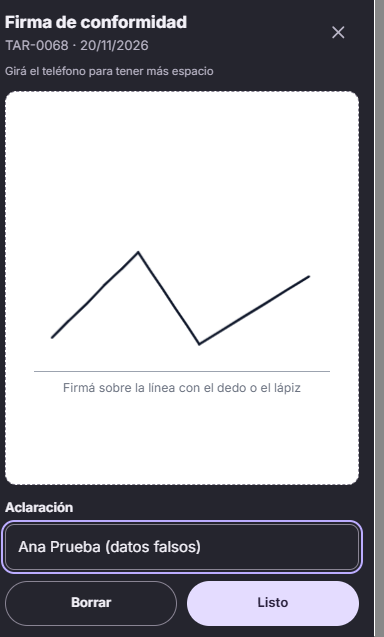 Firma de conformidad
TAR-0068 · 20/11/2026
Girá el teléfono para tener más espacio
Firmá sobre la línea con el dedo o el lápiz
Aclaración
Ana Prueba (datos falsos)
Borrar
Listo